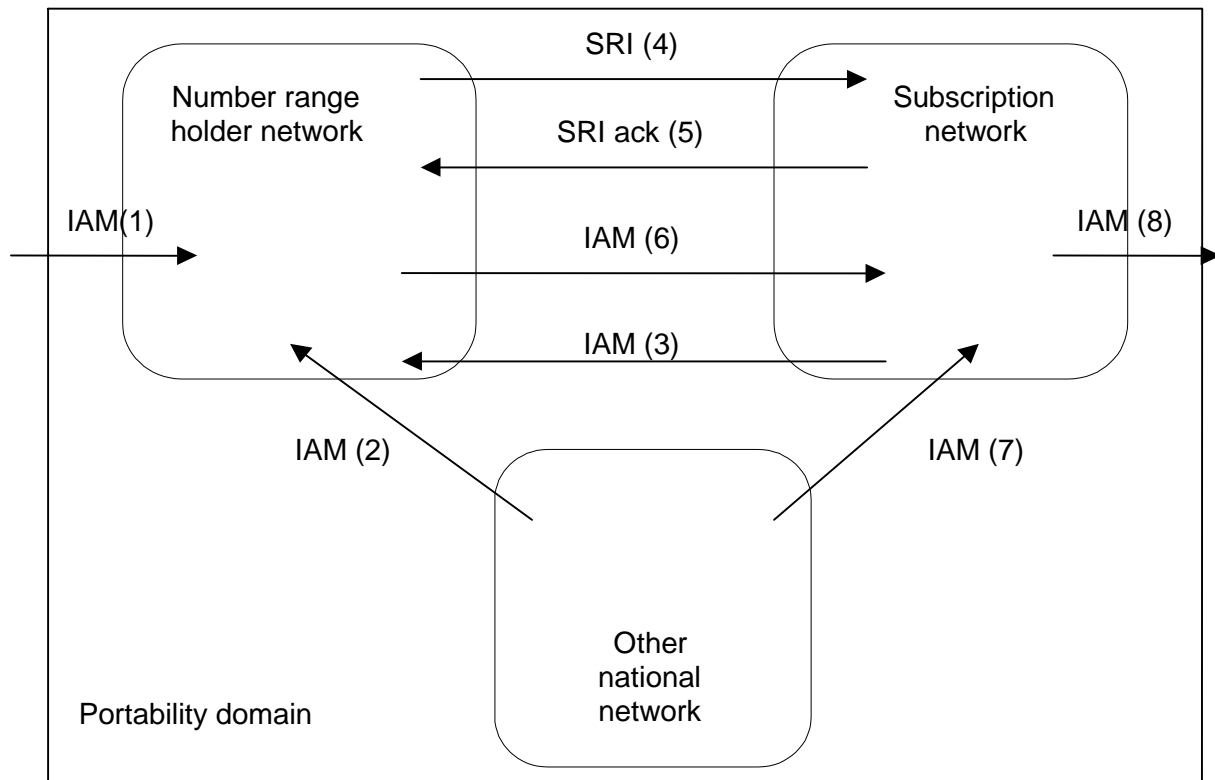 SRI (4)
Number range
holder network
Subscription
network
SRI ack (5)
IAM(1)
IAM (6)
IAM (8)
IAM (3)
IAM (2)
IAM (7)
Other
national
network
Portability domain